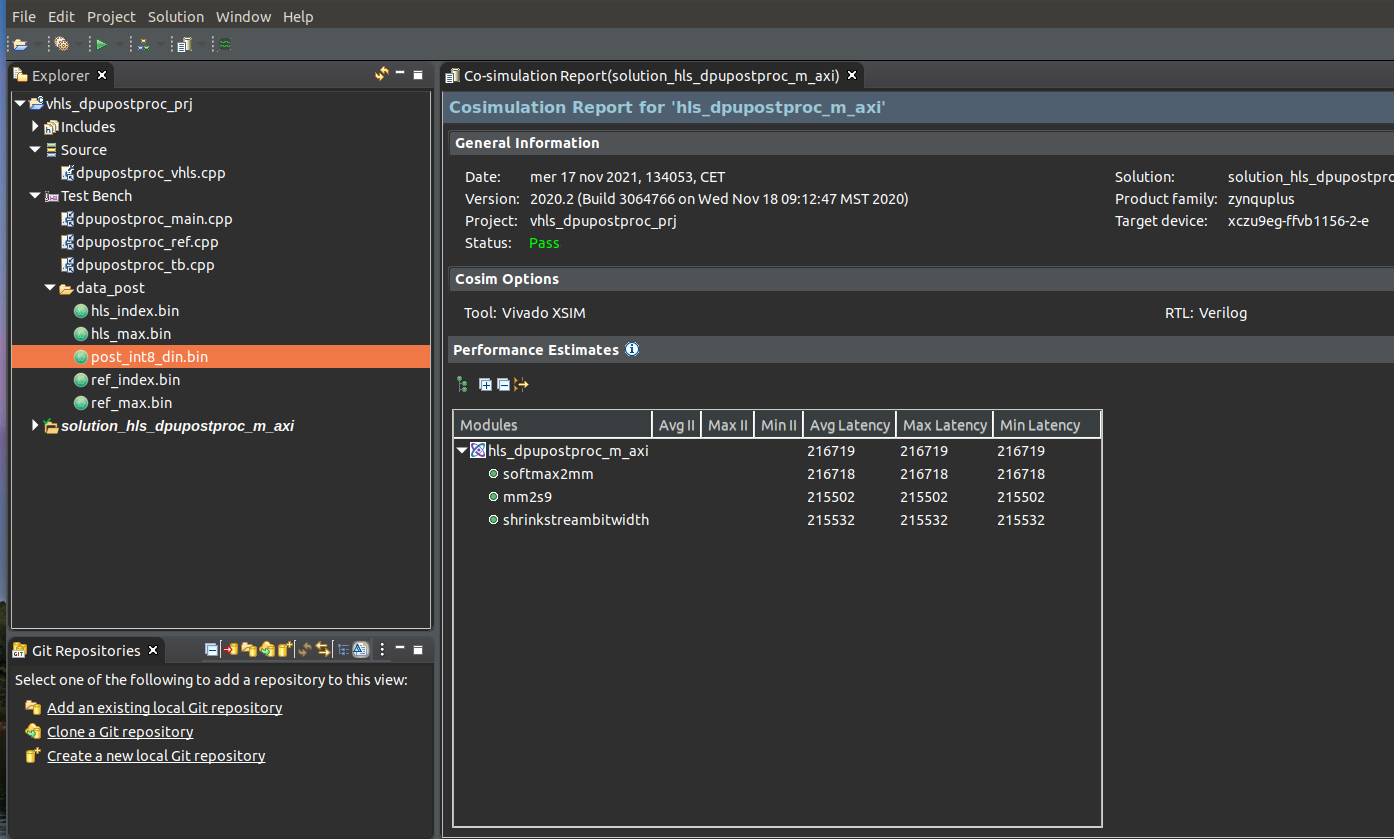 File Edit Project Solution Window Help
Explorer
vhls_dpupostproc_prj
Includes
Source
dpupostproc_vhls.cpp
Test Bench
dpupostproc_main.cpp
dpupostproc_ref.cpp
dpupostproc_tb.cpp
data_post
hls_index.bin
hls_max.bin
post_int8_din.bin
ref_index.bin
ref_max.bin
solution_hls_dpupostproc_m_axi
Git Repositories
Select one of the following to add a repository to this view:
Add an existing local Git repository
Clone a Git repository
Create a new local Git repository
Co-simulation Report(solution_hls_dpupostproc_m_axi)
Cosimulation Report for 'hls_dpupostproc_m_axi'
General Information
Date: mer 17 nov 2021, 134053, CET
Version: 2020.2 (Build 3064766 on Wed Nov 18 09:12:47 MST 2020)
Project: vhls_dpupostproc_prj
Status: Pass
Solution: solution_hls_dpupostpro
Product family: zynquplus
Target device: xczu9eg-ffvb1156-2-e
Cosim Options
Tool: Vivado XSIM RTL: Verilog
Performance Estimates
Modules Avg II Max II Min II Avg Latency Max Latency Min Latency
hls_dpupostproc_m_axi 216719 216719 216719
softmax2mm 216718 216718 216718
mm2s9 215502 215502 215502
shrinkstreambitwidth 215532 215532 215532